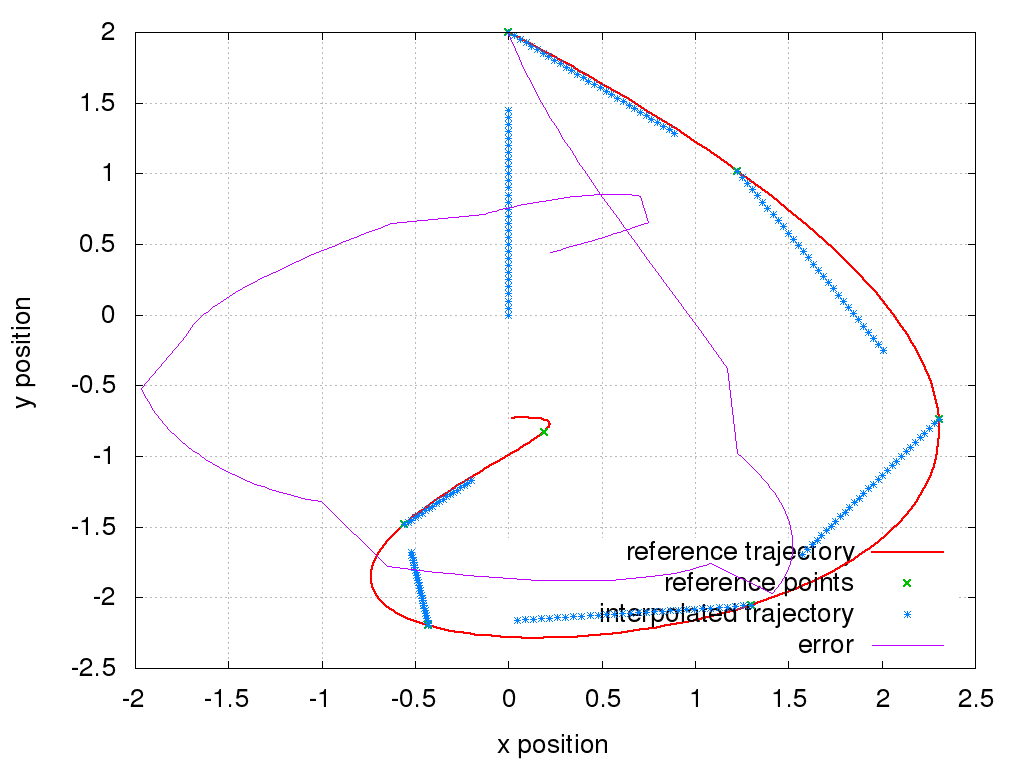 2
1.5
1
0.5
0
-0.5
-1
-1.5
-2
-2.5
y position
reference trajectory
reference points
interpolated trajectory
error
-2 -1.5 -1 -0.5 0 0.5 1 1.5 2 2.5
x position